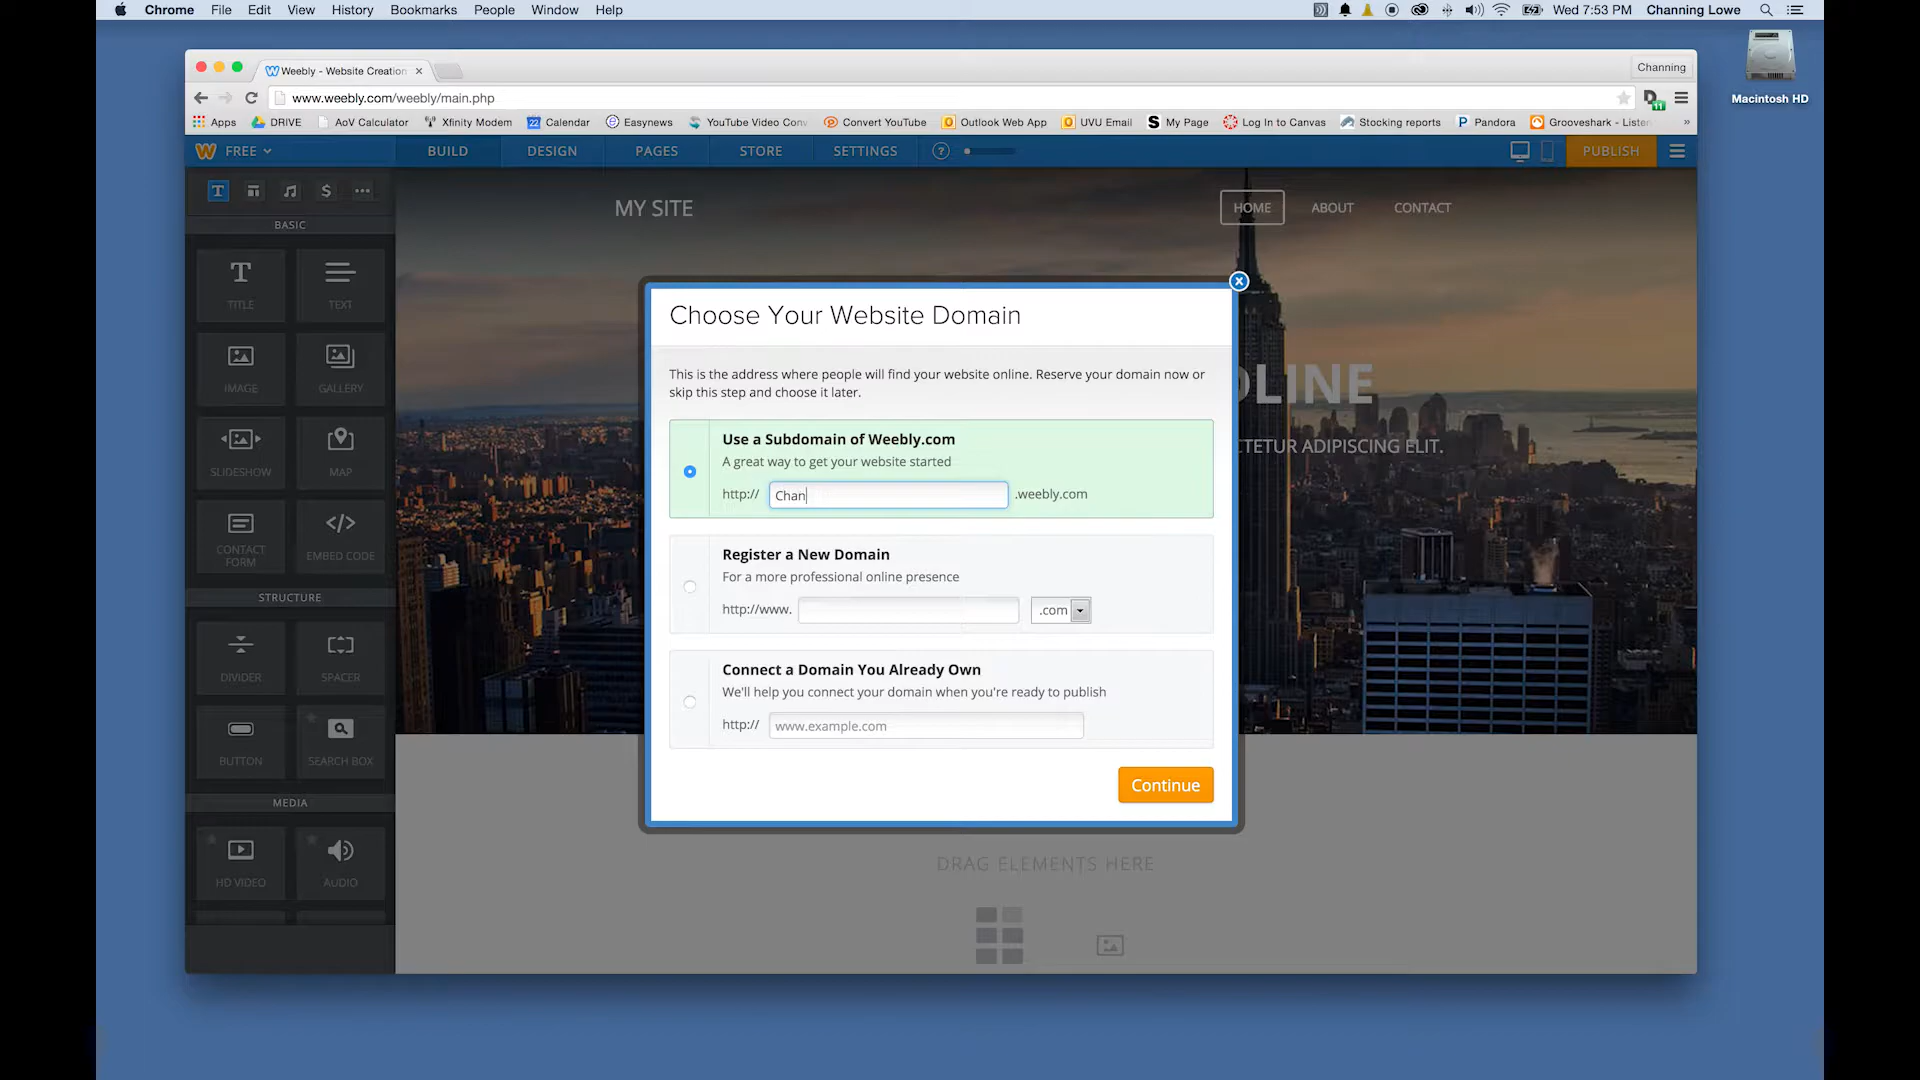 Chrome File Edit View History Bookmarks People Window Help Wed 7:53 PM Channing Lowe
Macintosh HD
Weebly - Website Creation Channing
www.weebly.com/weebly/main.php 11
Apps DRIVE AoV Calculator Xfinity Modem 22 Calendar Easynews YouTube Video Conv Convert YouTube Outlook Web App UVU Email S My Page Log In to Canvas Stocking reports P Pandora Grooveshark - Listen »
FREE BUILD DESIGN PAGES STORE SETTINGS ? PUBLISH
T $ ...
MY SITE HOME ABOUT CONTACT
BASIC
T
TITLE TEXT
IMAGE GALLERY
SLIDESHOW MAP
CONTACT FORM EMBED CODE
STRUCTURE
DIVIDER SPACER
BUTTON SEARCH BOX
MEDIA
HD VIDEO AUDIO
DLINE
CTETUR ADIPISCING ELIT.
Choose Your Website Domain
This is the address where people will find your website online. Reserve your domain now or
skip this step and choose it later.
Use a Subdomain of Weebly.com
A great way to get your website started
http:// Chan .weebly.com
Register a New Domain
For a more professional online presence
http://www. .com
Connect a Domain You Already Own
We'll help you connect your domain when you're ready to publish
http:// www.example.com
Continue
DRAG ELEMENTS HERE